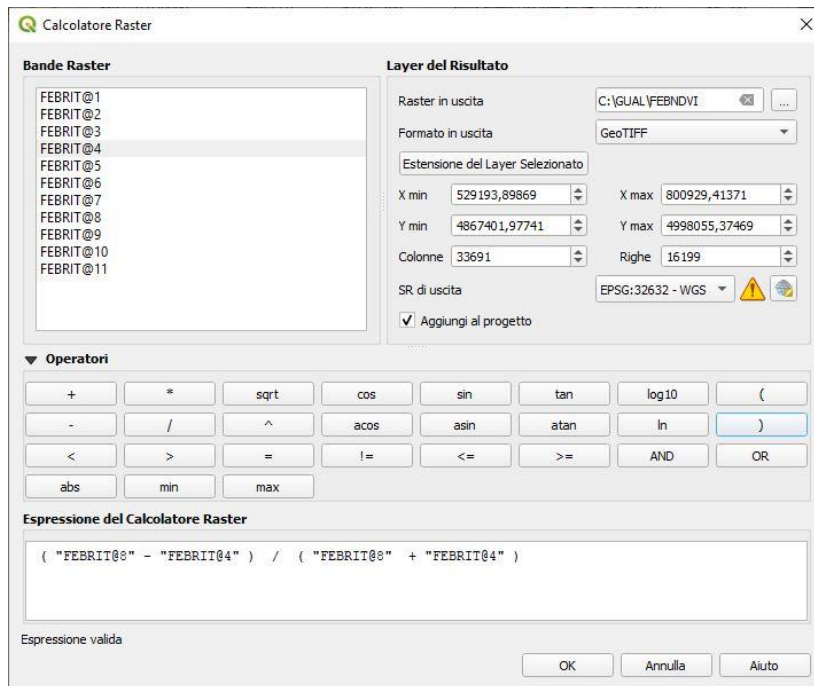 Calcolatore Raster
Bande Raster
FEBRIT@1
FEBRIT@2
FEBRIT@3
FEBRIT@4
FEBRIT@5
FEBRIT@6
FEBRIT@7
FEBRIT@8
FEBRIT@9
FEBRIT@10
FEBRIT@11
Layer del Risultato
Raster in uscita C:\GUAL\FEBNDVI ...
Formato in uscita GeoTIFF
Estensione del Layer Selezionato
X min 529193,89869 X max 800929,41371
Y min 4867401,97741 Y max 4998055,37469
Colonne 33691 Righe 16199
SR di uscita EPSG:32632 - WGS
Aggiungi al progetto
Operatori
+ * sqrt cos sin tan log10 (
- / ^ acos asin atan ln )
< > = != <= >= AND OR
abs min max
Espressione del Calcolatore Raster
( "FEBRIT@8" - "FEBRIT@4" ) / ( "FEBRIT@8" + "FEBRIT@4" )
Espressione valida
OK Annulla Aiuto